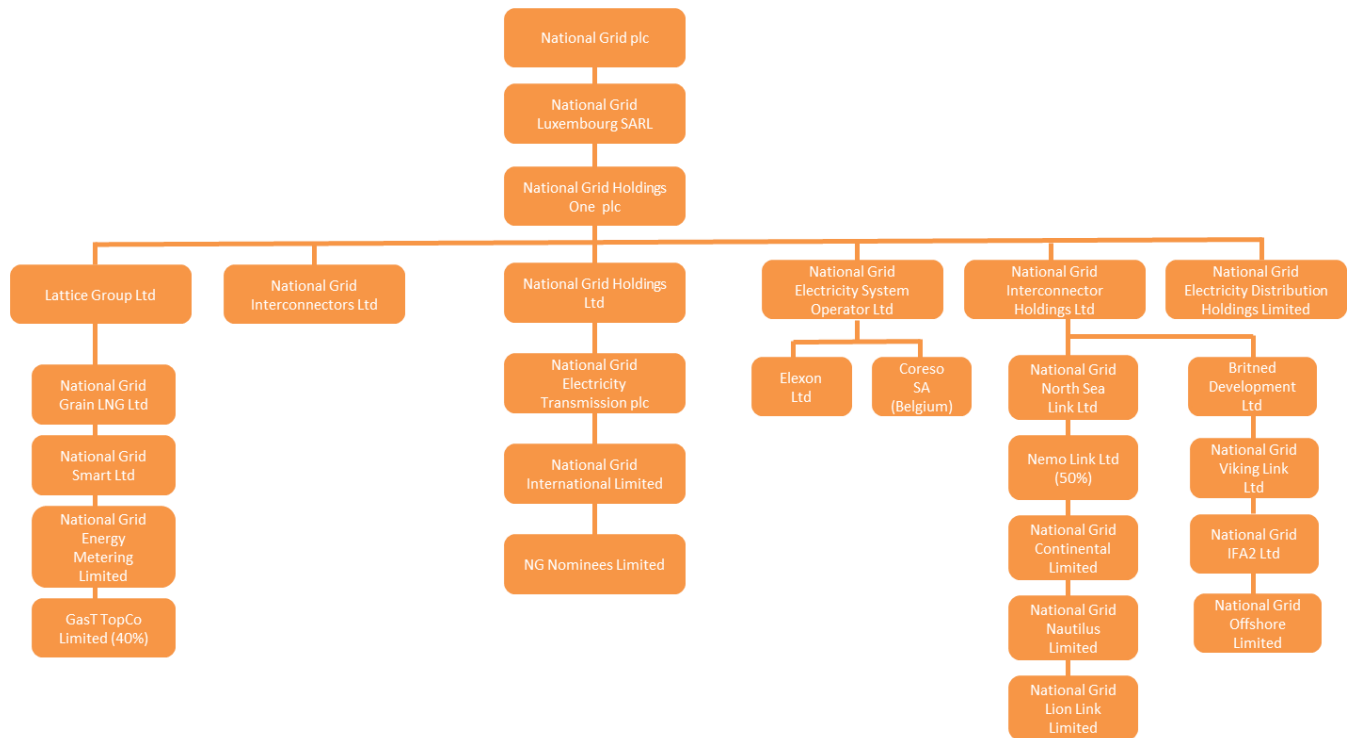 National Grid plc
National Grid
Luxembourg SARL
National Grid Holdings
One plc
Lattice Group Ltd
National Grid
Interconnectors Ltd
National Grid Holdings
Ltd
National Grid
Electricity System
Operator Ltd
National Grid
Interconnector
Holdings Ltd
National Grid
Electricity Distribution
Holdings Limited
National Grid
Grain LNG Ltd
National Grid
Smart Ltd
National Grid
Energy
Metering
Limited
GasT TopCo
Limited (40%)
National Grid
Electricity
Transmission plc
National Grid
International Limited
NG Nominees Limited
Elexon
Ltd
Coreso
SA
(Belgium)
National Grid
North Sea
Link Ltd
Nemo Link Ltd
(50%)
National Grid
Continental
Limited
National Grid
Nautilus
Limited
National Grid
Lion Link
Limited
Britned
Development
Ltd
National Grid
Viking Link
Ltd
National Grid
IFA2 Ltd
National Grid
Offshore
Limited